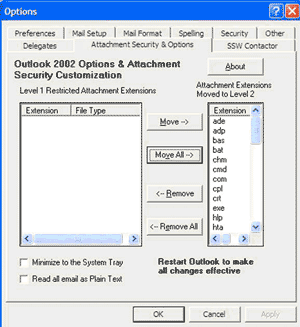 Options
Preferences Mail Setup Mail Format Spelling Security Other
Delegates Attachment Security & Options SSW Contactor
Outlook 2002 Options & Attachment
Security Customization
About
Level 1 Restricted Attachment Extensions
Attachment Extensions
Moved to Level 2
Extension File Type
Extension
ade
adp
bas
bat
chm
cmd
com
cpl
crt
exe
hlp
hta
Move -->
Move All -->
<-- Remove
<-- Remove All
Minimize to the System Tray
Read all email as Plain Text
Restart Outlook to make
all changes effective
OK Cancel Apply